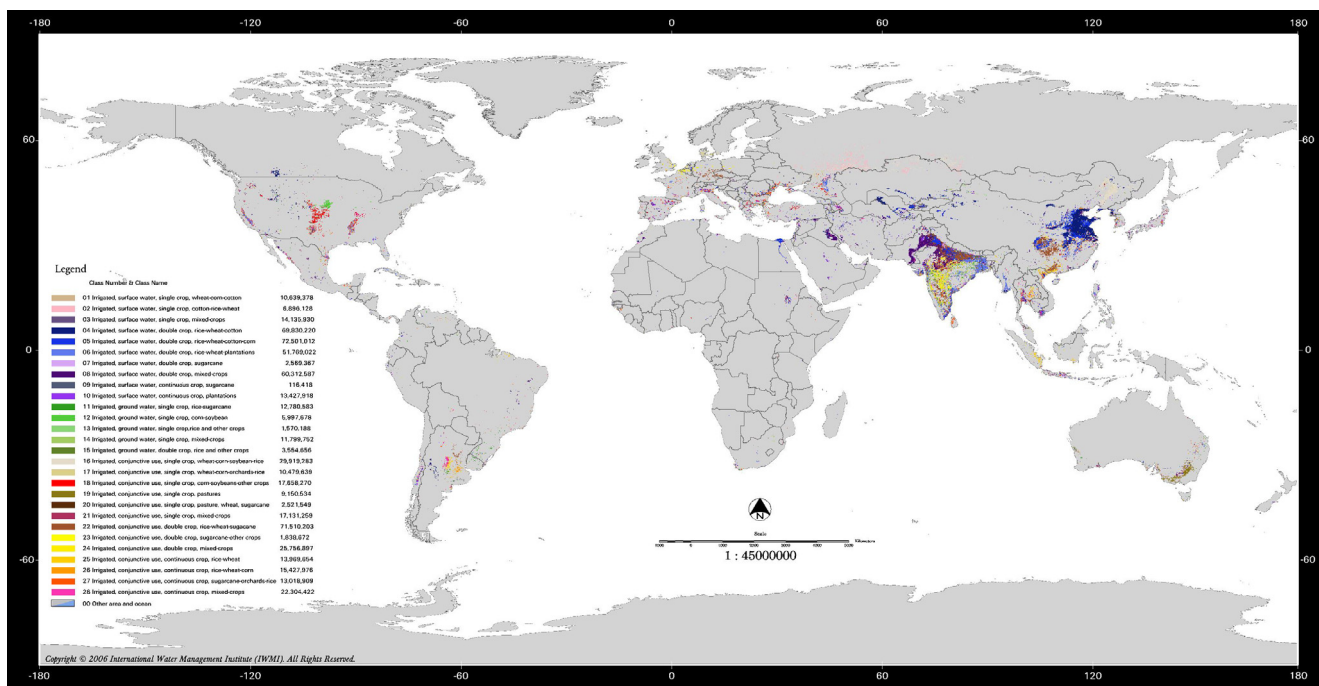 -180 -60 0 60 120 180
60 60
0 0
-60 -60
Legend
Class Number & Class Name
01 Irrigated, surface water, single crop, wheat-corn-cotton 10,639,378
02 Irrigated, surface water, single crop, cotton-rice-wheat 6,896,128
03 Irrigated, surface water, single crop, mixed-crops 14,135,930
04 Irrigated, surface water, double crop, rice-wheat-cotton 69,830,220
05 Irrigated, surface water, double crop, rice-wheat-cotton-corn 72,501,012
06 Irrigated, surface water, double crop, rice-wheat-plantations 51,769,022
07 Irrigated, surface water, double crop, sugarcane 2,569,367
08 Irrigated, surface water, double crop, mixed-crops 60,312,587
09 Irrigated, surface water, continuous crop, sugarcane 116,418
10 Irrigated, surface water, continuous crop, plantations 13,427,918
11 Irrigated, ground water, single crop, rice-sugarcane 12,780,583
12 Irrigated, ground water, single crop, corn-soybean 5,997,678
13 Irrigated, ground water, single crop,rice and other crops 1,570,188
14 Irrigated, ground water, single crop, mixed-crops 11,799,752
15 Irrigated, ground water, double crop, rice and other crops 3,554,656
16 Irrigated, conjunctive use, single crop, wheat-corn-soybean-rice 29,919,283
17 Irrigated, conjunctive use, single crop, wheat-corn-orchards-rice 10,479,639
18 Irrigated, conjunctive use, single crop, corn-soybeans-other crops 17,658,270
19 Irrigated, conjunctive use, single crop, pastures 9,150,534
20 Irrigated, conjunctive use, single crop, pasture, wheat, sugarcane 2,521,549
21 Irrigated, conjunctive use, single crop, mixed-crops 17,131,259
22 Irrigated, conjunctive use, double crop, rice-wheat-sugacane 71,510,203
23 Irrigated, conjunctive use, double crop, sugarcane-other crops 1,838,672
24 Irrigated, conjunctive use, double crop, mixed-crops 25,756,897
25 Irrigated, conjunctive use, continuous crop, rice-wheat 13,969,654
26 Irrigated, conjunctive use, continuous crop, rice-wheat-corn 15,427,976
27 Irrigated, conjunctive use, continuous crop, sugarcane-orchards-rice 13,018,909
28 Irrigated, conjunctive use, continuous crop, mixed-crops 22,304,422
00 Other area and ocean
N
Scale
Kilometers
1 : 45000000
Copyright © 2006 International Water Management Institute (IWMI). All Rights Reserved.
-180 -120 -60 0 60 120 180